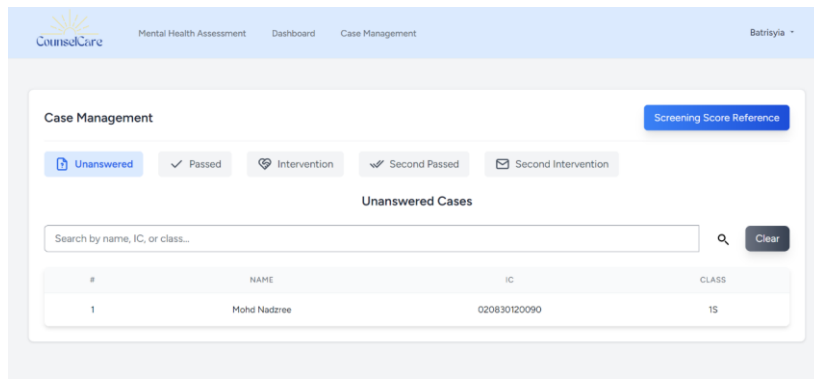 CounselCare Mental Health Assessment Dashboard Case Management Batrisyia
Case Management Screening Score Reference
Unanswered Passed Intervention Second Passed Second Intervention
Unanswered Cases
Search by name, IC, or class... Clear
# NAME IC CLASS
1 Mohd Nadzree 020830120090 1S